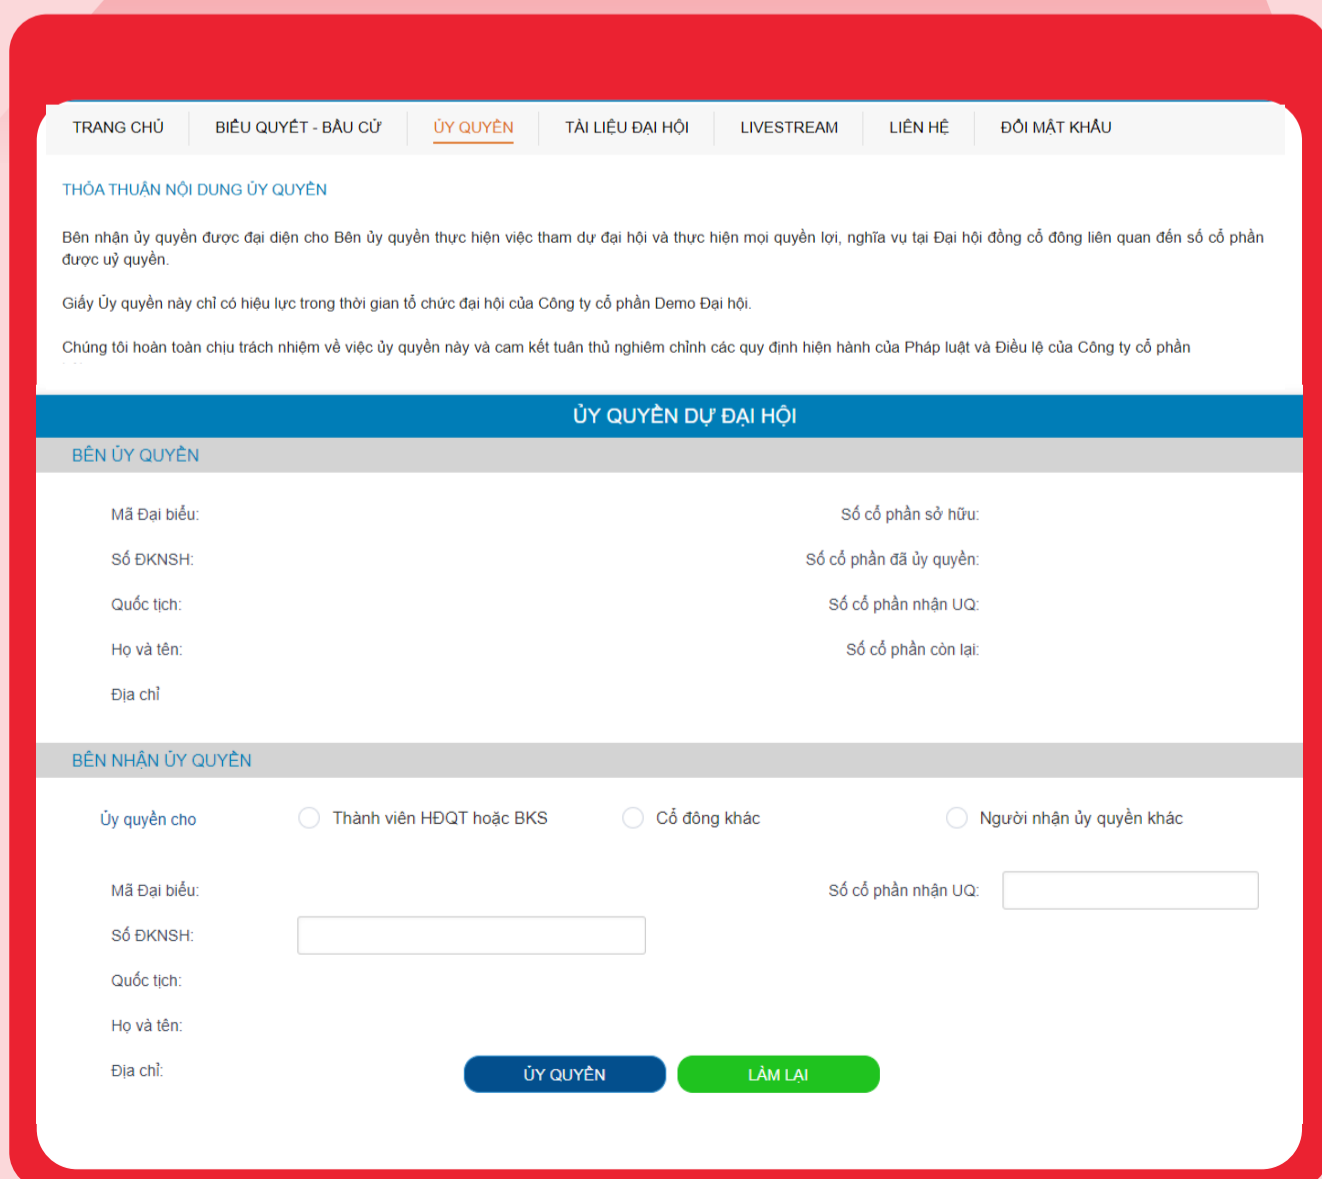 TRANG CHỦ BIỂU QUYẾT - BẦU CỬ ỦY QUYỀN TÀI LIỆU ĐẠI HỘI LIVESTREAM LIÊN HỆ ĐỔI MẬT KHẨU
THỎA THUẬN NỘI DUNG ỦY QUYỀN
Bên nhận ủy quyền được đại diện cho Bên ủy quyền thực hiện việc tham dự đại hội và thực hiện mọi quyền lợi, nghĩa vụ tại Đại hội đồng cổ đông liên quan đến số cổ phần
được uỷ quyền.
Giấy Ủy quyền này chỉ có hiệu lực trong thời gian tổ chức đại hội của Công ty cổ phần Demo Đại hội.
Chúng tôi hoàn toàn chịu trách nhiệm về việc ủy quyền này và cam kết tuân thủ nghiêm chỉnh các quy định hiện hành của Pháp luật và Điều lệ của Công ty cổ phần
ỦY QUYỀN DỰ ĐẠI HỘI
BÊN ỦY QUYỀN
Mã Đại biểu: Số cổ phần sở hữu:
Số ĐKNSH: Số cổ phần đã ủy quyền:
Quốc tịch: Số cổ phần nhận UQ:
Họ và tên: Số cổ phần còn lại:
Địa chỉ
BÊN NHẬN ỦY QUYỀN
Ủy quyền cho Thành viên HĐQT hoặc BKS Cổ đông khác Người nhận ủy quyền khác
Mã Đại biểu: Số cổ phần nhận UQ:
Số ĐKNSH:
Quốc tịch:
Họ và tên:
Địa chỉ: ỦY QUYỀN LÀM LẠI